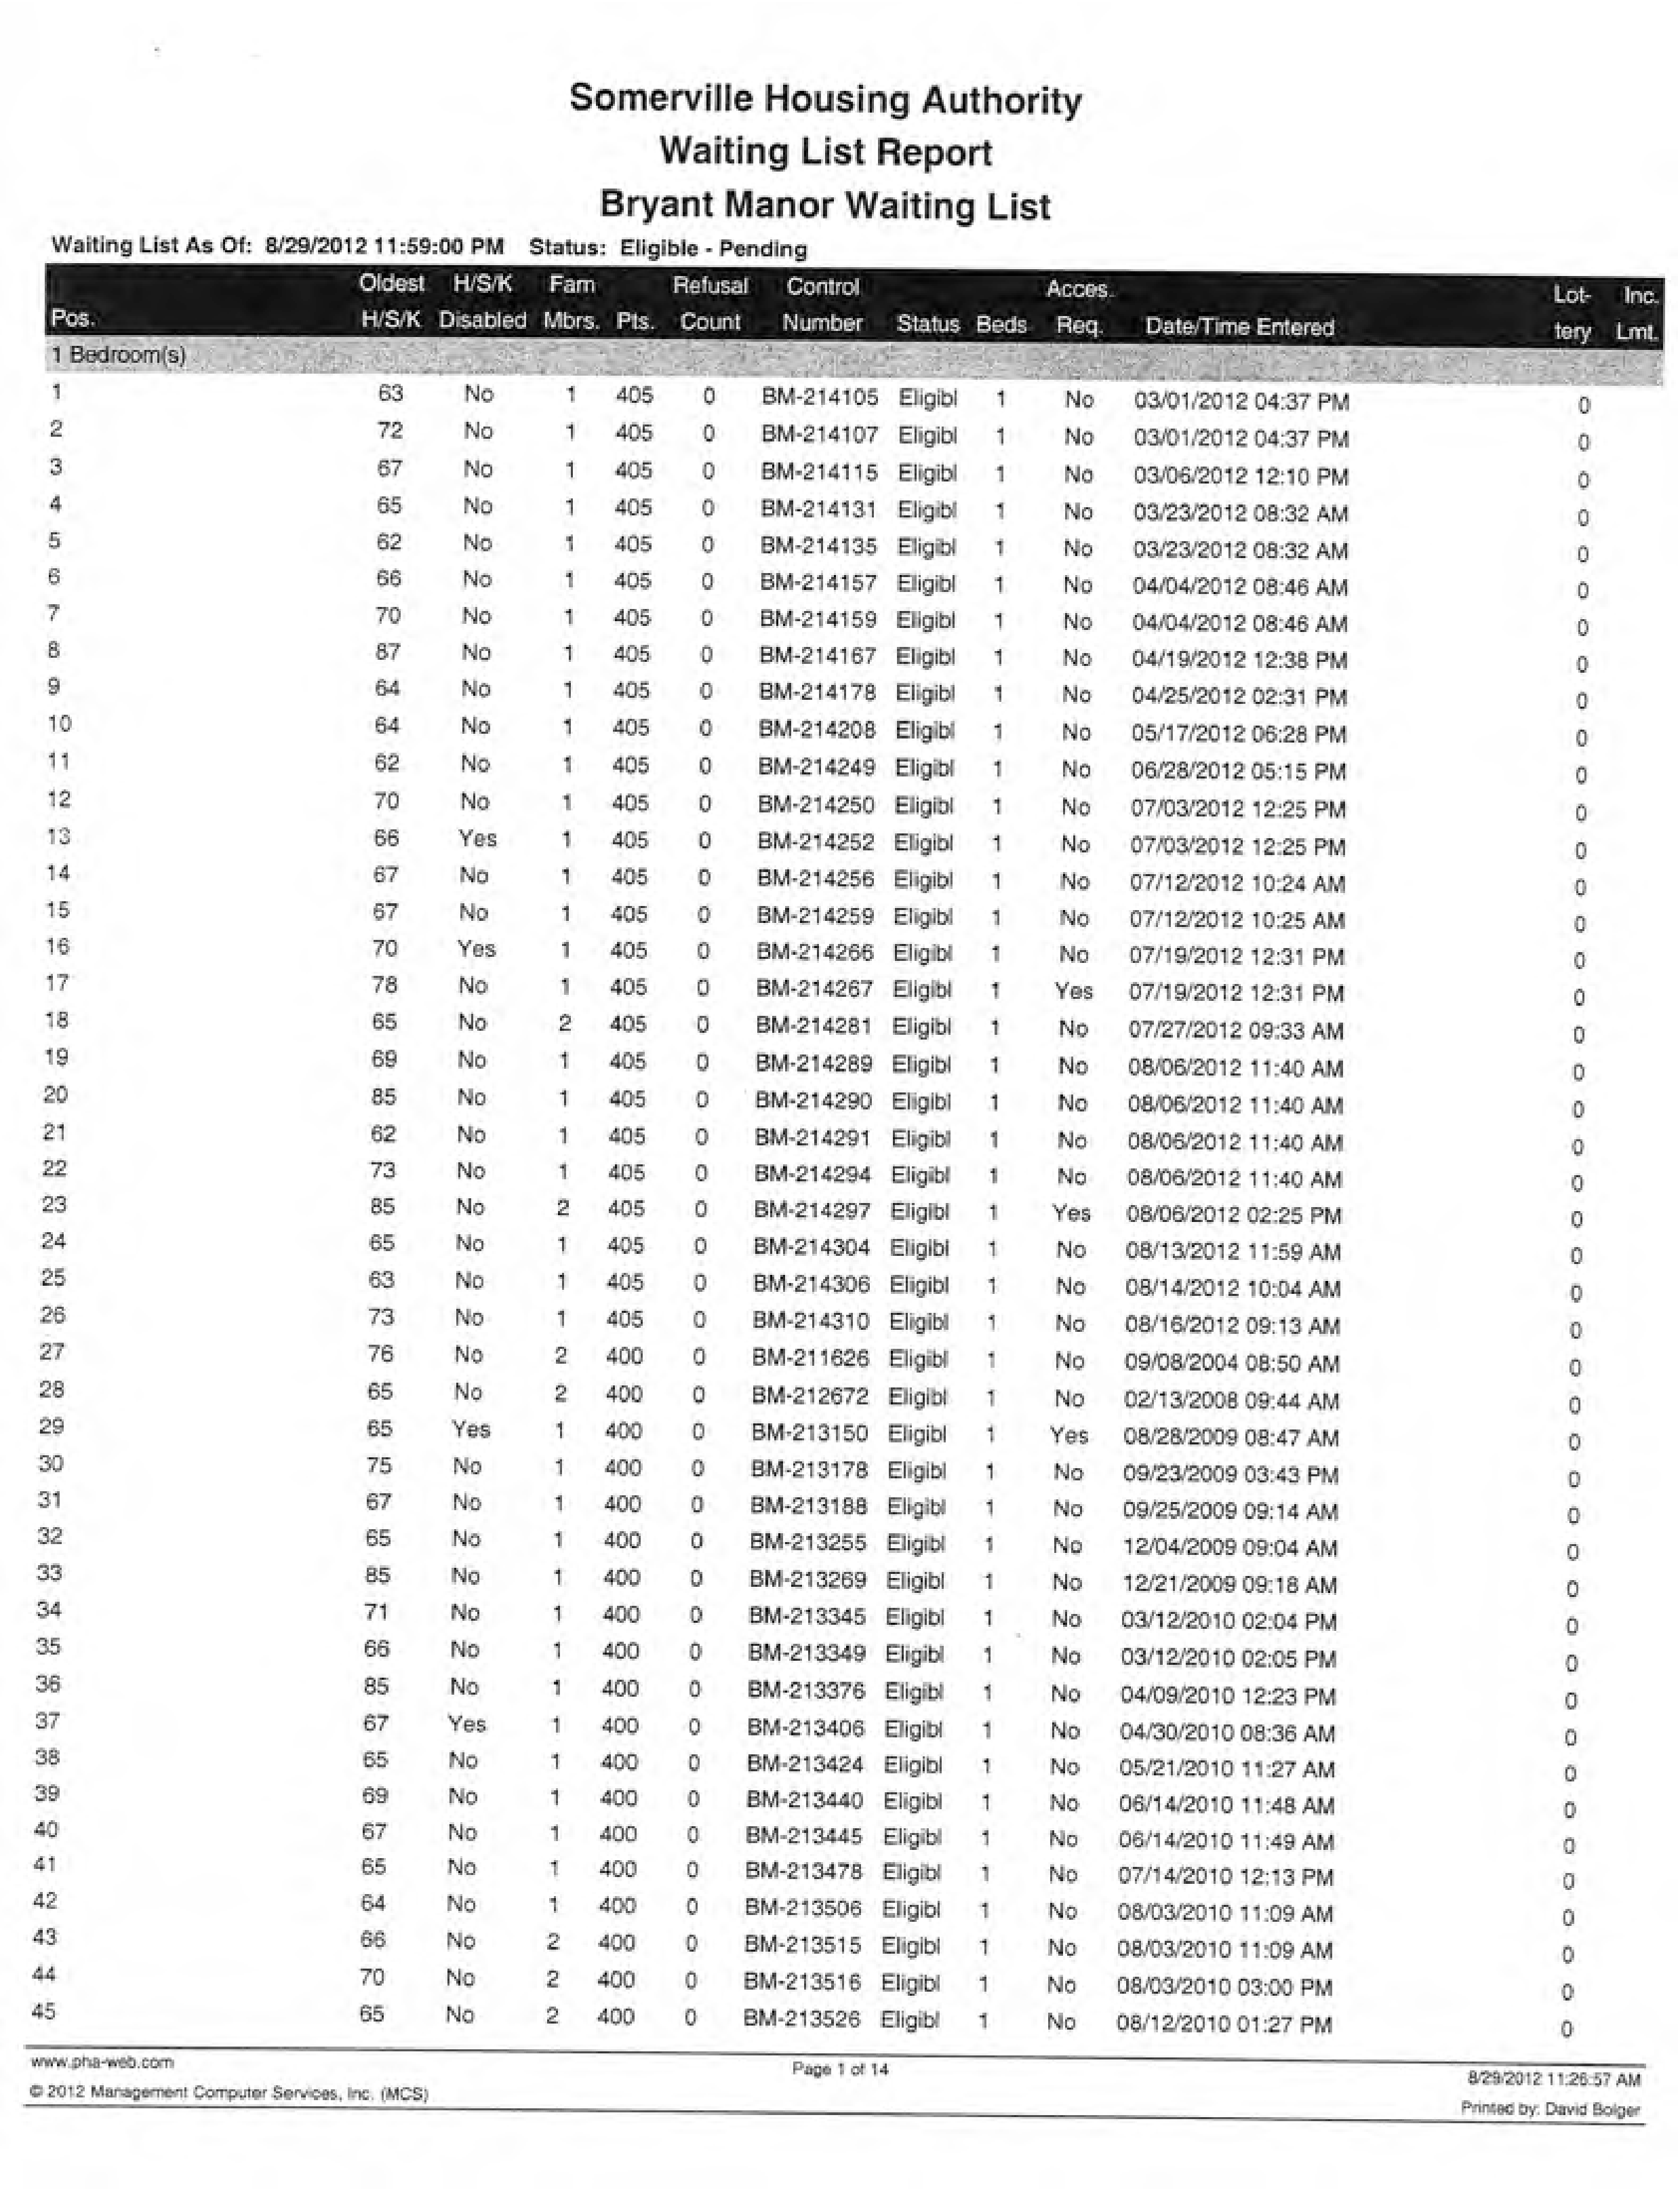 Somerville Housing Authority
Waiting List Report
Bryant Manor Waiting List
Waiting List As Of: 8/29/2012 11:59:00 PM Status: Eligible - Pending
Oldest H/S/K Fam Refusal Control Acces. Lot- Inc.
Pos. H/S/K Disabled Mbrs. Pts. Count Number Status Beds Req. Date/Time Entered tery Lmt.
1 Bedroom(s)
1 63 No 1 405 0 BM-214105 Eligibl 1 No 03/01/2012 04:37 PM 0
2 72 No 1 405 0 BM-214107 Eligibl 1 No 03/01/2012 04:37 PM 0
3 67 No 1 405 0 BM-214115 Eligibl 1 No 03/06/2012 12:10 PM 0
4 65 No 1 405 0 BM-214131 Eligibl 1 No 03/23/2012 08:32 AM 0
5 62 No 1 405 0 BM-214135 Eligibl 1 No 03/23/2012 08:32 AM 0
6 66 No 1 405 0 BM-214157 Eligibl 1 No 04/04/2012 08:46 AM 0
7 70 No 1 405 0 BM-214159 Eligibl 1 No 04/04/2012 08:46 AM 0
8 87 No 1 405 0 BM-214167 Eligibl 1 No 04/19/2012 12:38 PM 0
9 64 No 1 405 0 BM-214178 Eligibl 1 No 04/25/2012 02:31 PM 0
10 64 No 1 405 0 BM-214208 Eligibl 1 No 05/17/2012 06:28 PM 0
11 62 No 1 405 0 BM-214249 Eligibl 1 No 06/28/2012 05:15 PM 0
12 70 No 1 405 0 BM-214250 Eligibl 1 No 07/03/2012 12:25 PM 0
13 66 Yes 1 405 0 BM-214252 Eligibl 1 No 07/03/2012 12:25 PM 0
14 67 No 1 405 0 BM-214256 Eligibl 1 No 07/12/2012 10:24 AM 0
15 67 No 1 405 0 BM-214259 Eligibl 1 No 07/12/2012 10:25 AM 0
16 70 Yes 1 405 0 BM-214266 Eligibl 1 No 07/19/2012 12:31 PM 0
17 78 No 1 405 0 BM-214267 Eligibl 1 Yes 07/19/2012 12:31 PM 0
18 65 No 2 405 0 BM-214281 Eligibl 1 No 07/27/2012 09:33 AM 0
19 69 No 1 405 0 BM-214289 Eligibl 1 No 08/06/2012 11:40 AM 0
20 85 No 1 405 0 BM-214290 Eligibl 1 No 08/06/2012 11:40 AM 0
21 62 No 1 405 0 BM-214291 Eligibl 1 No 08/06/2012 11:40 AM 0
22 73 No 1 405 0 BM-214294 Eligibl 1 No 08/06/2012 11:40 AM 0
23 85 No 2 405 0 BM-214297 Eligibl 1 Yes 08/06/2012 02:25 PM 0
24 65 No 1 405 0 BM-214304 Eligibl 1 No 08/13/2012 11:59 AM 0
25 63 No 1 405 0 BM-214306 Eligibl 1 No 08/14/2012 10:04 AM 0
26 73 No 1 405 0 BM-214310 Eligibl 1 No 08/16/2012 09:13 AM 0
27 76 No 2 400 0 BM-211626 Eligibl 1 No 09/08/2004 08:50 AM 0
28 65 No 2 400 0 BM-212672 Eligibl 1 No 02/13/2008 09:44 AM 0
29 65 Yes 1 400 0 BM-213150 Eligibl 1 Yes 08/28/2009 08:47 AM 0
30 75 No 1 400 0 BM-213178 Eligibl 1 No 09/23/2009 03:43 PM 0
31 67 No 1 400 0 BM-213188 Eligibl 1 No 09/25/2009 09:14 AM 0
32 65 No 1 400 0 BM-213255 Eligibl 1 No 12/04/2009 09:04 AM 0
33 85 No 1 400 0 BM-213269 Eligibl 1 No 12/21/2009 09:18 AM 0
34 71 No 1 400 0 BM-213345 Eligibl 1 No 03/12/2010 02:04 PM 0
35 66 No 1 400 0 BM-213349 Eligibl 1 No 03/12/2010 02:05 PM 0
36 85 No 1 400 0 BM-213376 Eligibl 1 No 04/09/2010 12:23 PM 0
37 67 Yes 1 400 0 BM-213406 Eligibl 1 No 04/30/2010 08:36 AM 0
38 65 No 1 400 0 BM-213424 Eligibl 1 No 05/21/2010 11:27 AM 0
39 69 No 1 400 0 BM-213440 Eligibl 1 No 06/14/2010 11:48 AM 0
40 67 No 1 400 0 BM-213445 Eligibl 1 No 06/14/2010 11:49 AM 0
41 65 No 1 400 0 BM-213478 Eligibl 1 No 07/14/2010 12:13 PM 0
42 64 No 1 400 0 BM-213506 Eligibl 1 No 08/03/2010 11:09 AM 0
43 66 No 2 400 0 BM-213515 Eligibl 1 No 08/03/2010 11:09 AM 0
44 70 No 2 400 0 BM-213516 Eligibl 1 No 08/03/2010 03:00 PM 0
45 65 No 2 400 0 BM-213526 Eligibl 1 No 08/12/2010 01:27 PM 0
www.pha-web.com Page 1 of 14 8/29/2012 11:26:57 AM
© 2012 Management Computer Services, Inc. (MCS) Printed by: David Bolger